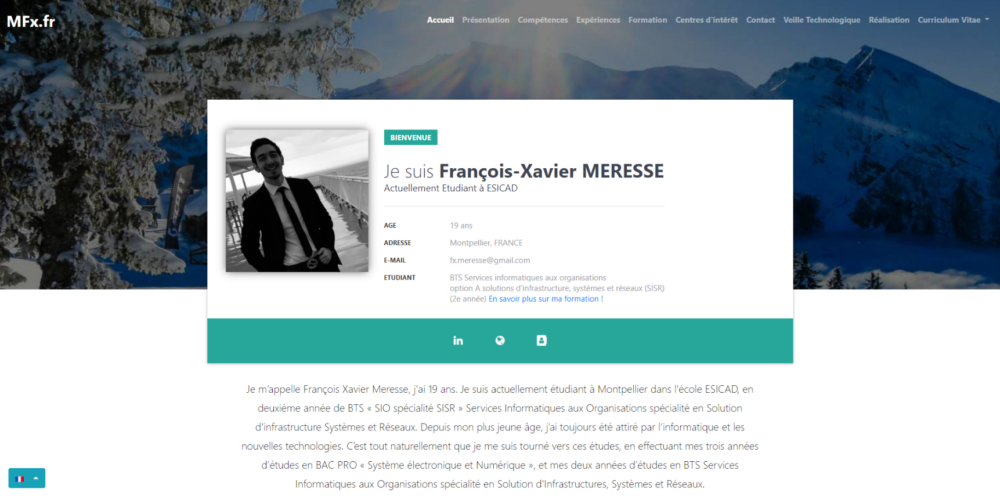 MFx.fr
Accueil Présentation Compétences Expériences Formation Centres d'intérêt Contact Veille Technologique Réalisation Curriculum Vitae
BIENVENUE
Je suis François-Xavier MERESSE
Actuellement Etudiant à ESICAD
AGE 19 ans
ADRESSE Montpellier, FRANCE
E-MAIL fx.meresse@gmail.com
ETUDIANT BTS Services informatiques aux organisations
option A solutions d'infrastructure, systèmes et réseaux (SISR)
(2e année) En savoir plus sur ma formation !
in
Je m’appelle François Xavier Meresse, j'ai 19 ans. Je suis actuellement étudiant à Montpellier dans l'école ESICAD, en
deuxiéme année de BTS « SIO spécialité SISR » Services Informatiques aux Organisations spécialité en Solution
d'infrastructure Systèmes et Réseaux. Depuis mon plus jeune âge, j’ai toujours été attiré par l’informatique et les
nouvelles technologies. C’est tout naturellement que je me suis tourné vers ces études, en effectuant mes trois années
d’études en BAC PRO « Système électronique et Numérique », et mes deux années d’études en BTS Services
Informatiques aux Organisations spécialité en Solution d'Infrastructures, Systèmes et Réseaux.